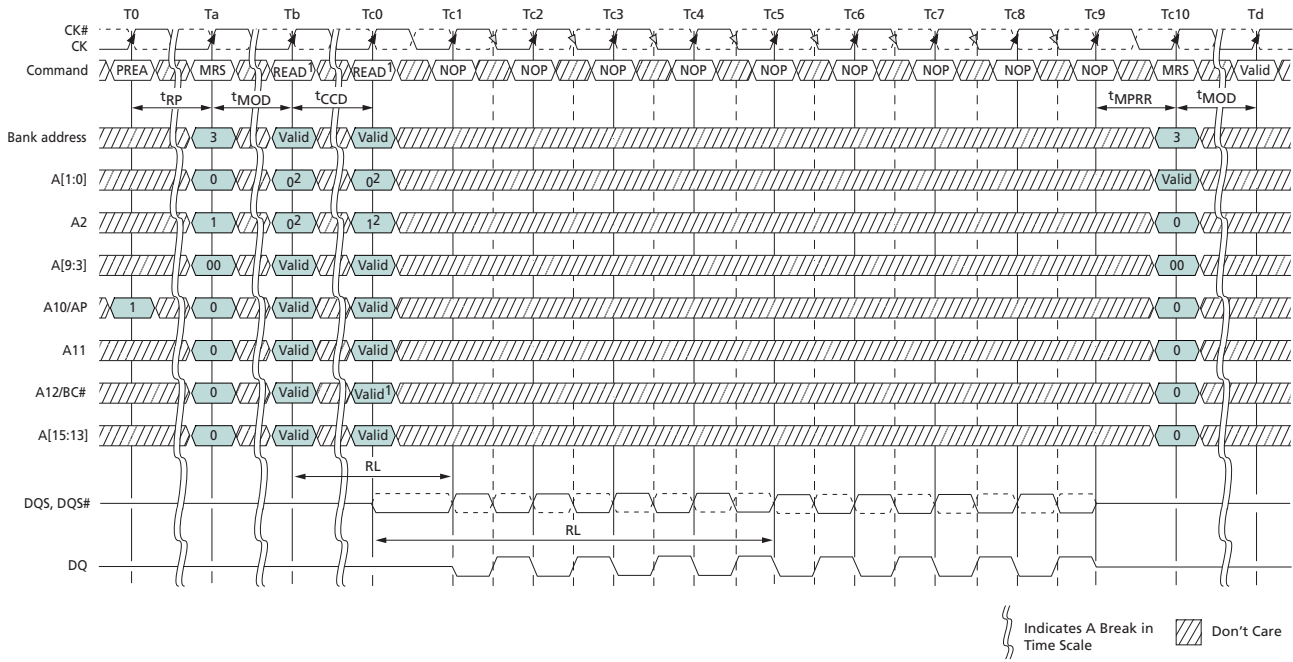 T0 Ta Tb Tc0 Tc1 Tc2 Tc3 Tc4 Tc5 Tc6 Tc7 Tc8 Tc9 Tc10 Td
CK#
CK
Command PREA MRS READ1 READ1 NOP NOP NOP NOP NOP NOP NOP NOP NOP MRS Valid
tRP tMOD tCCD tMPRR tMOD
Bank address 3 Valid Valid 3
A[1:0] 0 02 02 Valid
A2 1 02 12 0
A[9:3] 00 Valid Valid 00
A10/AP 1 0 Valid Valid 0
A11 0 Valid Valid 0
A12/BC# 0 Valid Valid1 0
A[15:13] 0 Valid Valid 0
RL
DQS, DQS#
RL
DQ
Indicates A Break in
Time Scale
Don't Care